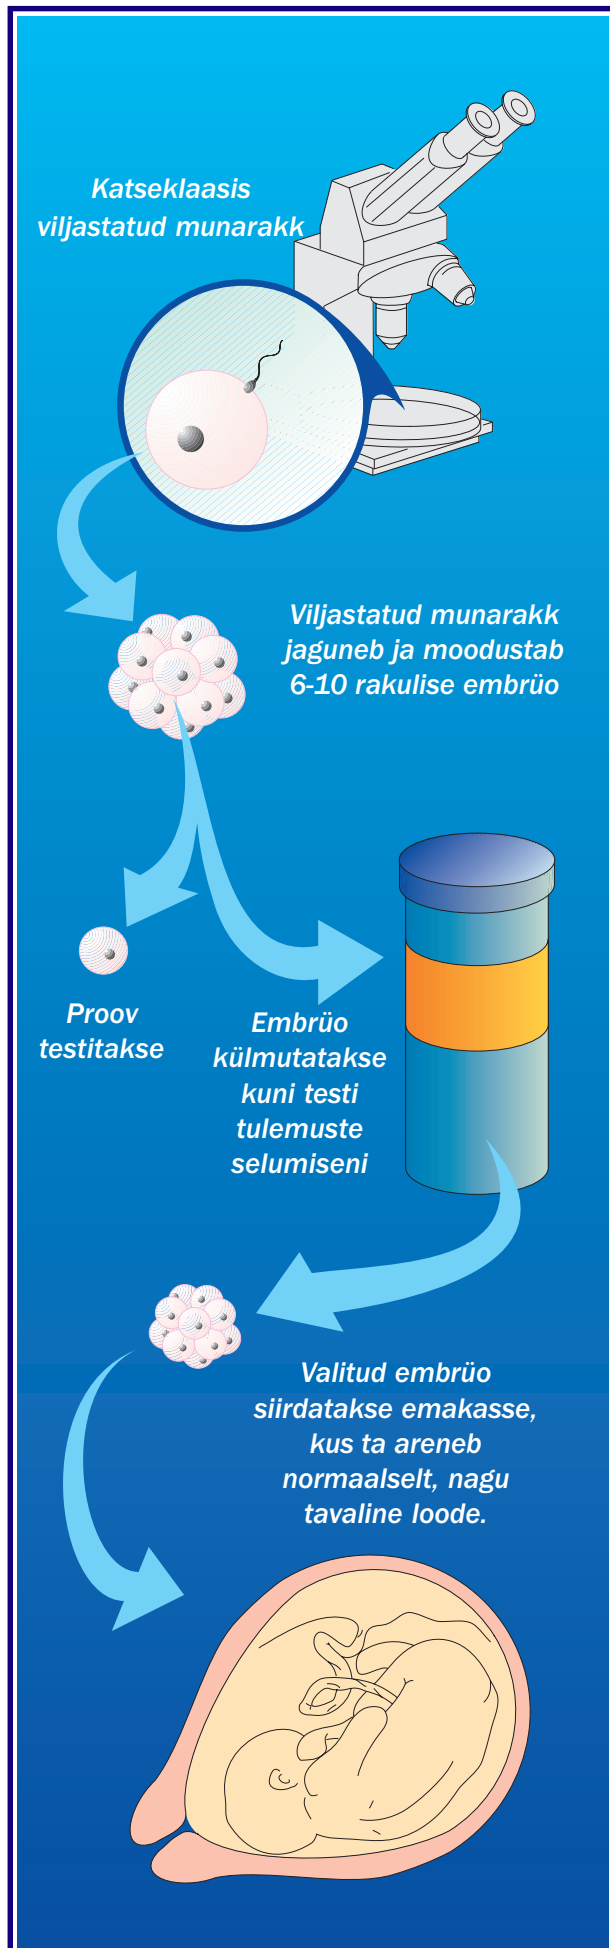 Katseklaasis
viljastatud munarakk
Viljastatud munarakk
jaguneb ja moodustab
6-10 rakulise embrüo
Proov
testitakse
Embrüo
külmutatakse
kuni testi
tulemuste
selumiseni
Valitud embrüo
siirdatakse emakasse,
kus ta areneb
normaalselt, nagu
tavaline loode.